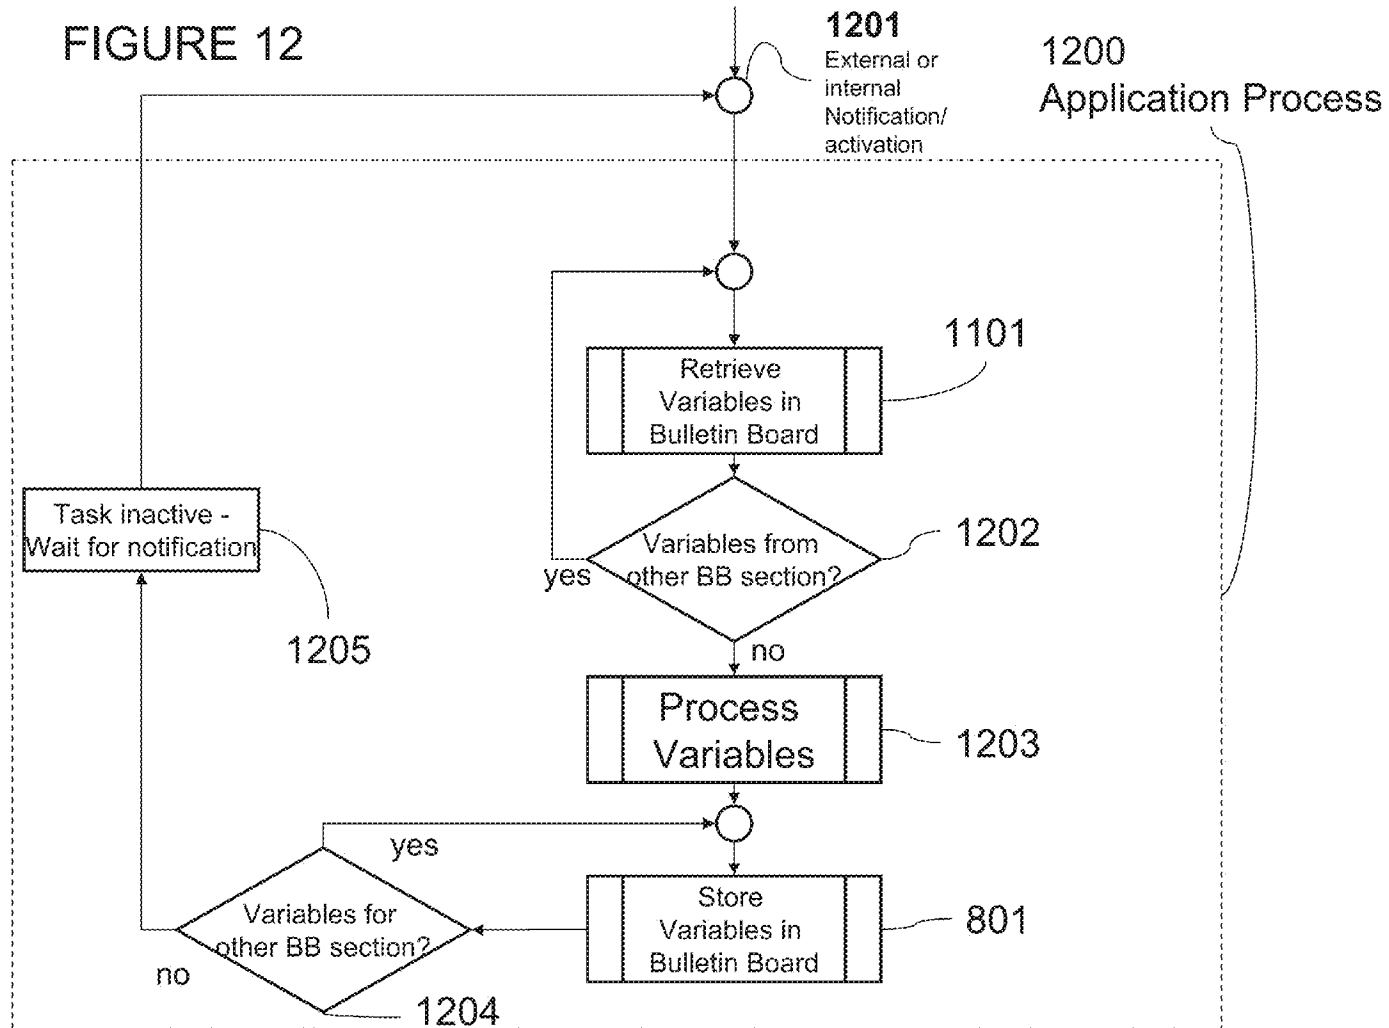 FIGURE 12
1201
External or
internal
Notification/
activation
1200
Application Process
1101
Retrieve
Variables in
Bulletin Board
Variables from
other BB section?
1202
yes
no
Task inactive -
Wait for notification
1205
Process
Variables
1203
yes
Store
Variables in
Bulletin Board
801
Variables for
other BB section?
no
1204